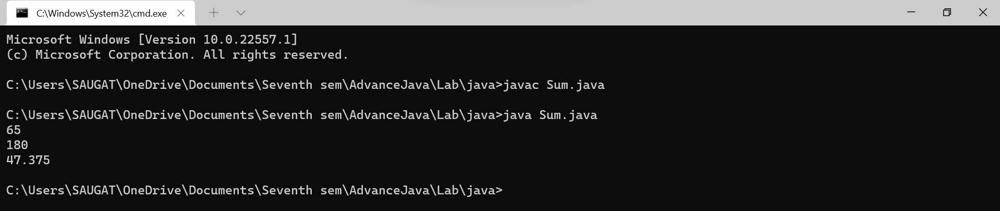 C:\Windows\System32\cmd.exe
Microsoft Windows [Version 10.0.22557.1]
(c) Microsoft Corporation. All rights reserved.
C:\Users\SAUGAT\OneDrive\Documents\Seventh sem\AdvanceJava\Lab\java>javac Sum.java
C:\Users\SAUGAT\OneDrive\Documents\Seventh sem\AdvanceJava\Lab\java>java Sum.java
65
180
47.375
C:\Users\SAUGAT\OneDrive\Documents\Seventh sem\AdvanceJava\Lab\java>